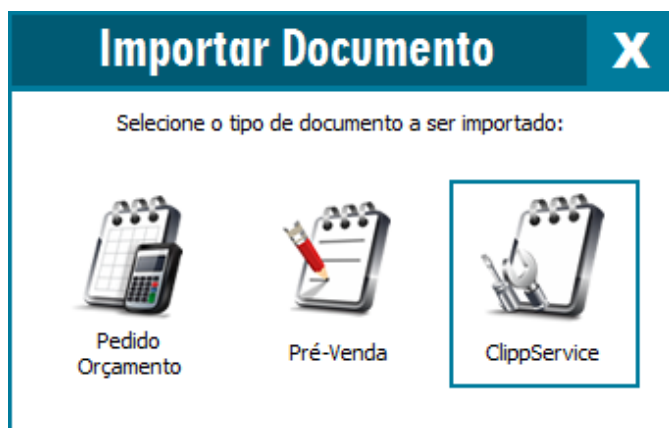 Importar Documento X
Selecione o tipo de documento a ser importado:
Pedido
Orçamento
Pré-Venda
ClippService